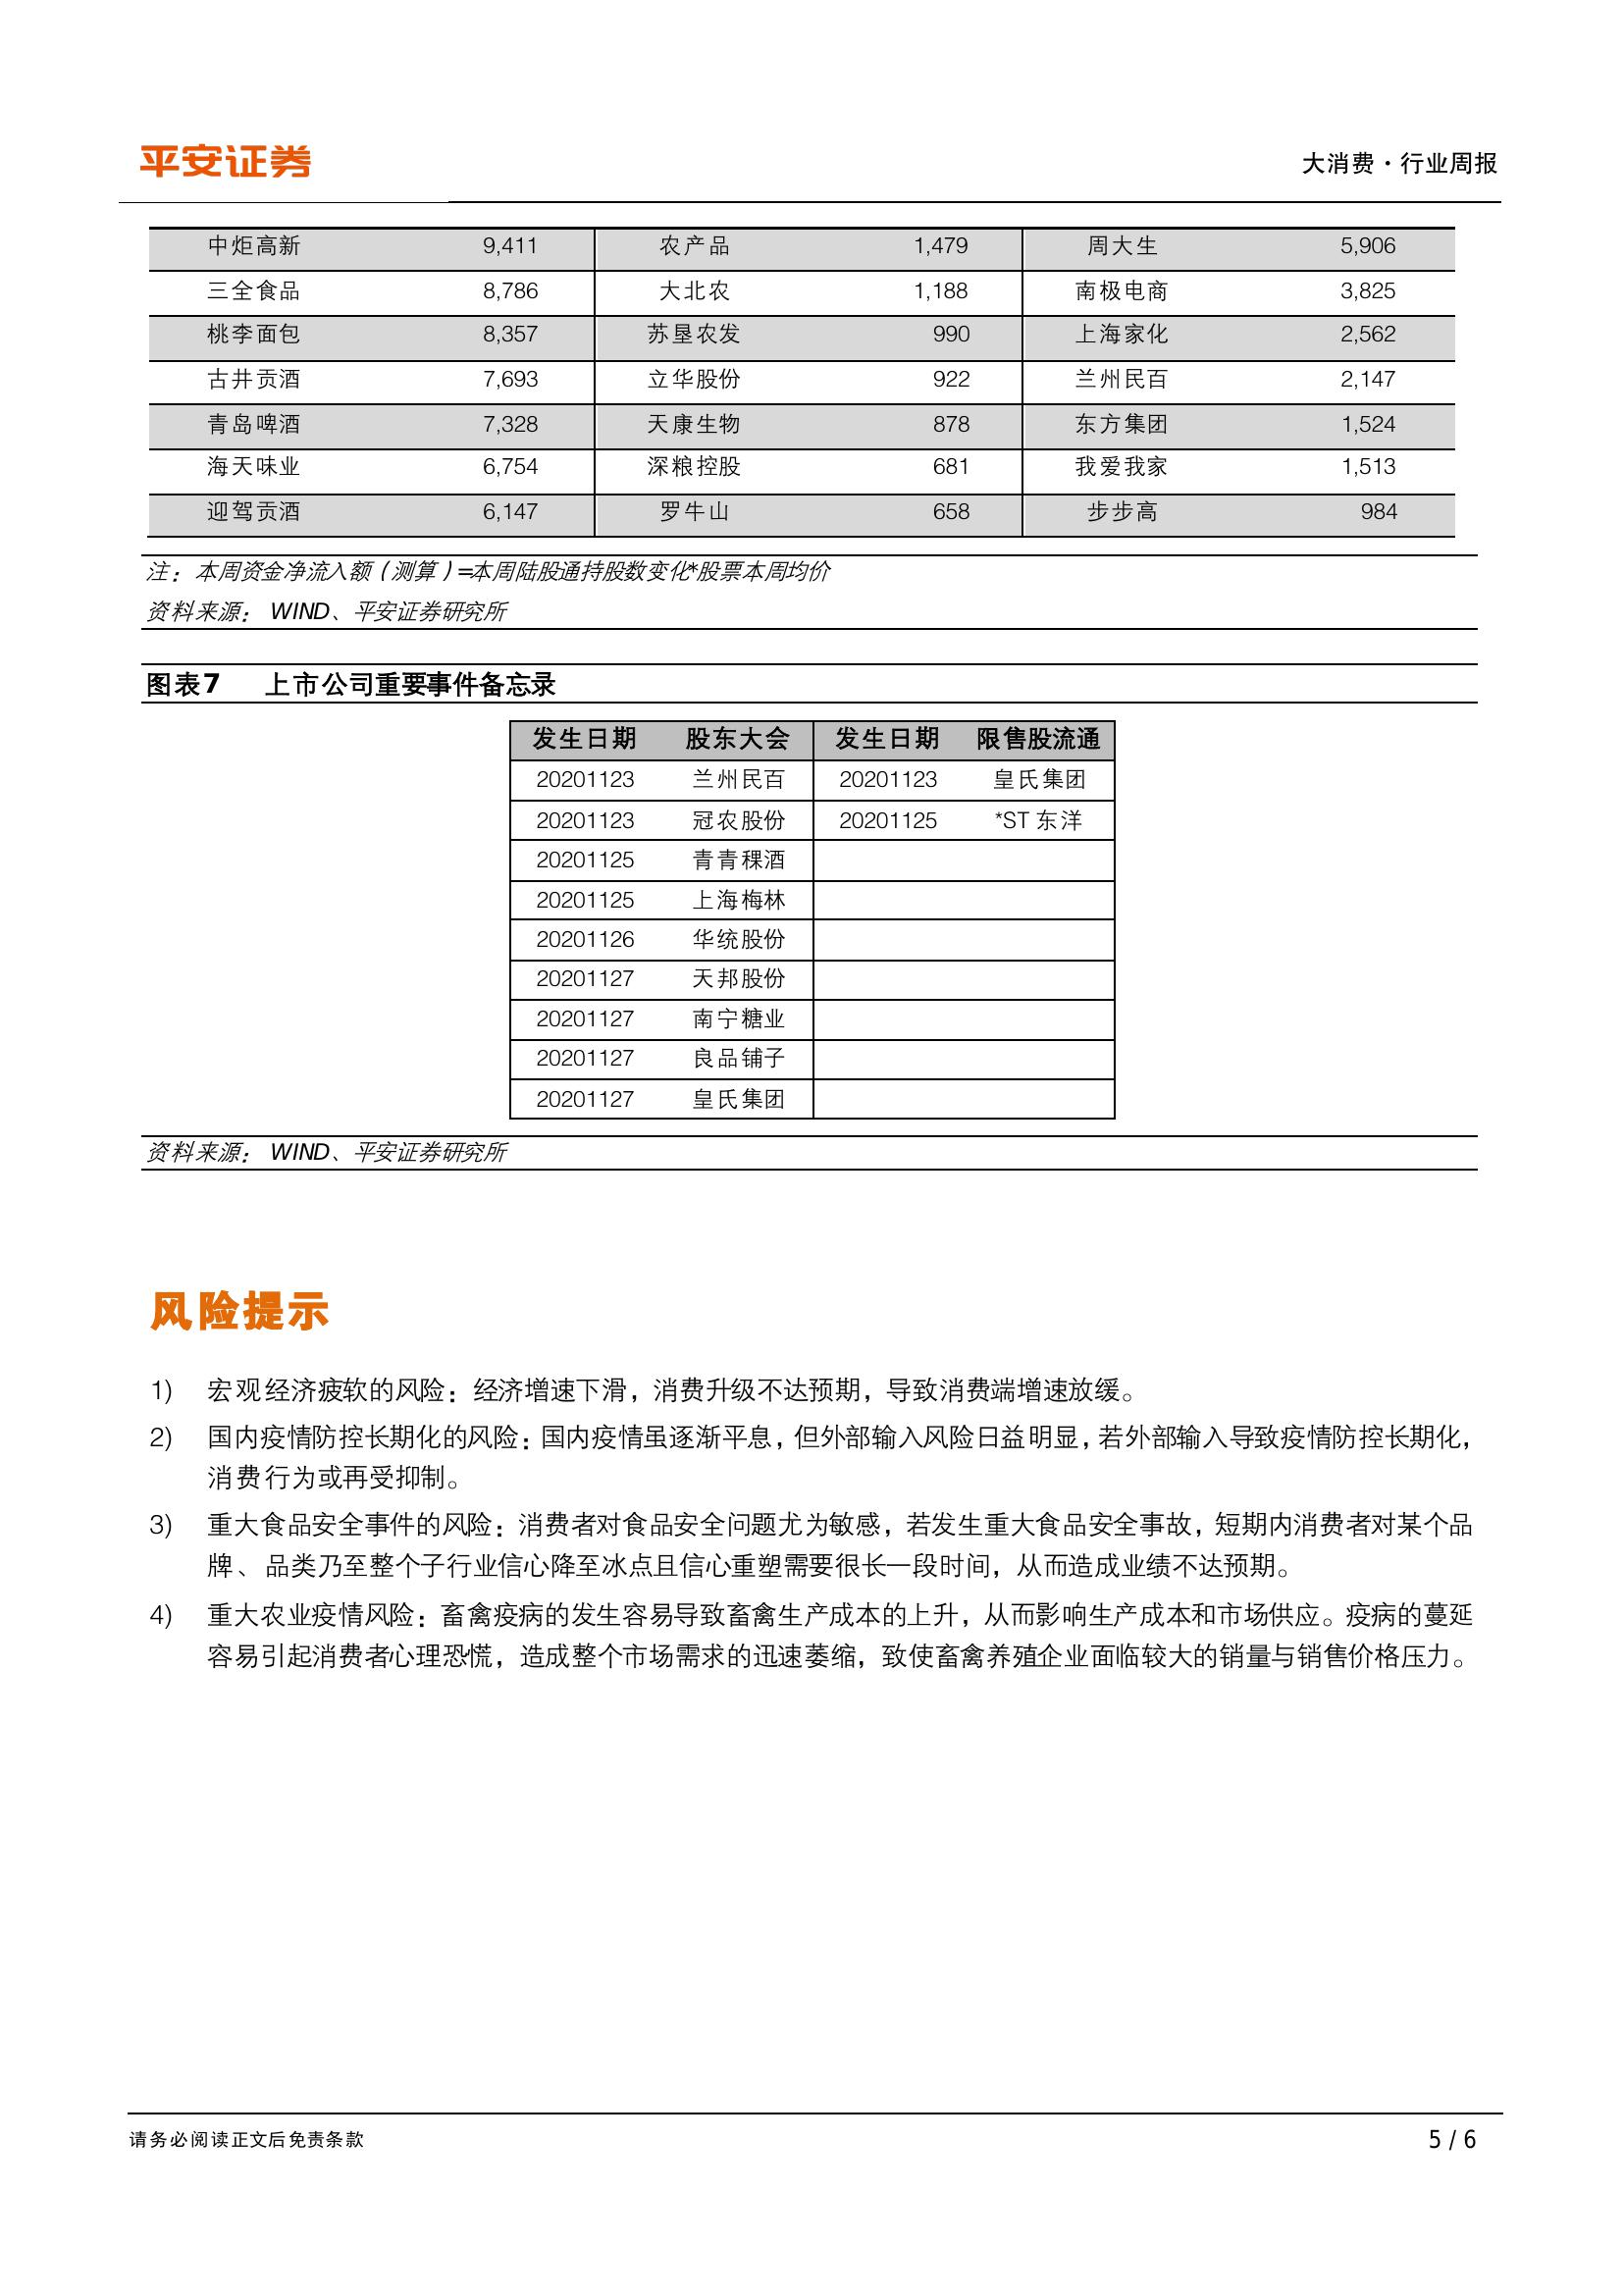 平安证券
大消费·行业周报
中炬高新 9,411 农产品 1,479 周大生 5,906
三全食品 8,786 大北农 1,188 南极电商 3,825
桃李面包 8,357 苏垦农发 990 上海家化 2,562
古井贡酒 7,693 立华股份 922 兰州民百 2,147
青岛啤酒 7,328 天康生物 878 东方集团 1,524
海天味业 6,754 深粮控股 681 我爱我家 1,513
迎驾贡酒 6,147 罗牛山 658 步步高 984
注：本周资金净流入额（测算）=本周陆股通持股数变化*股票本周均价
资料来源： WIND、平安证券研究所
图表7 上市公司重要事件备忘录
发生日期 股东大会 发生日期 限售股流通
20201123 兰州民百 20201123 皇氏集团
20201123 冠农股份 20201125 *ST 东洋
20201125 青青稞酒
20201125 上海梅林
20201126 华统股份
20201127 天邦股份
20201127 南宁糖业
20201127 良品铺子
20201127 皇氏集团
资料来源： WIND、平安证券研究所
风险提示
1) 宏观经济疲软的风险：经济增速下滑，消费升级不达预期，导致消费端增速放缓。
2) 国内疫情防控长期化的风险：国内疫情虽逐渐平息，但外部输入风险日益明显，若外部输入导致疫情防控长期化，
消费行为或再受抑制。
3) 重大食品安全事件的风险：消费者对食品安全问题尤为敏感，若发生重大食品安全事故，短期内消费者对某个品
牌、品类乃至整个子行业信心降至冰点且信心重塑需要很长一段时间，从而造成业绩不达预期。
4) 重大农业疫情风险：畜禽疫病的发生容易导致畜禽生产成本的上升，从而影响生产成本和市场供应。疫病的蔓延
容易引起消费者心理恐慌，造成整个市场需求的迅速萎缩，致使畜禽养殖企业面临较大的销量与销售价格压力。
请务必阅读正文后免责条款
5 / 6